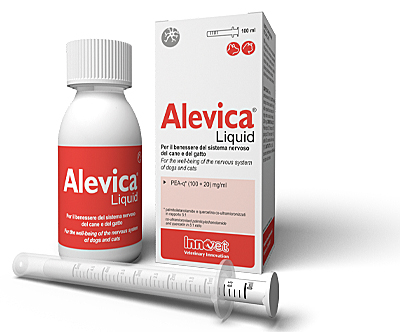 100 ml
Alevica®
Liquid
Per il benessere del sistema nervoso
del cane e del gatto
For the well-being of the nervous system
of dogs and cats
PEA-q* (100 + 20) mg/ml
Innovet
Veterinary Innovation
Alevica®
Liquid
Per il benessere del sistema nervoso
del cane e del gatto
For the well-being of the nervous system
of dogs and cats